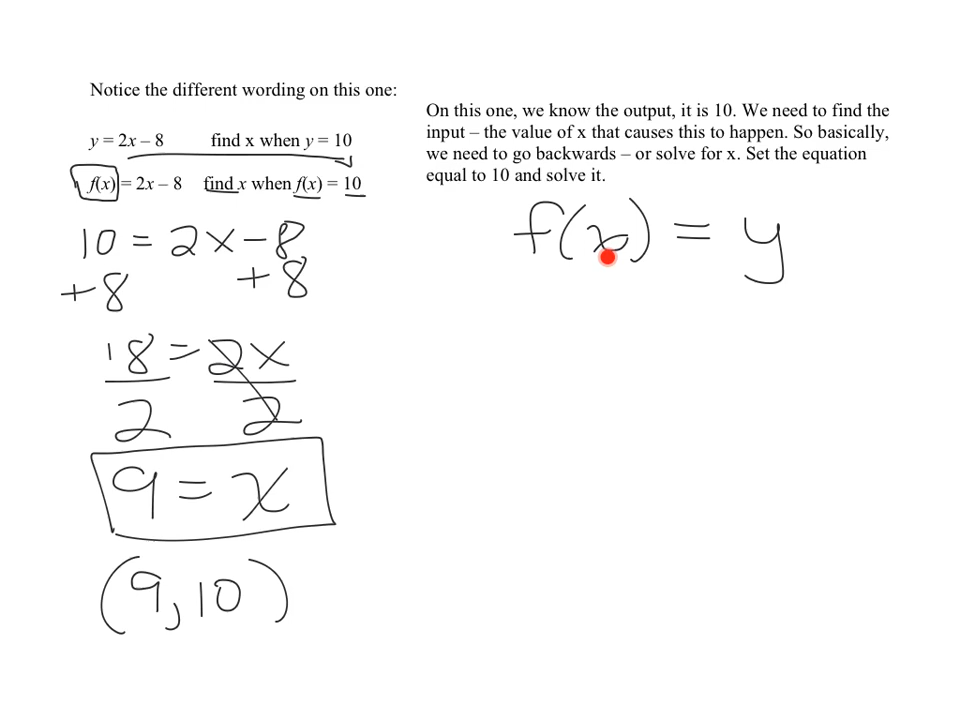 Notice the different wording on this one:
y = 2x – 8 find x when y = 10
f(x) = 2x – 8 find x when f(x) = 10
10 = 2x - 8
+8 +8
18 = 2x
2 2
9 = x
(9, 10)
On this one, we know the output, it is 10. We need to find the
input – the value of x that causes this to happen. So basically,
we need to go backwards – or solve for x. Set the equation
equal to 10 and solve it.
f(x) = y